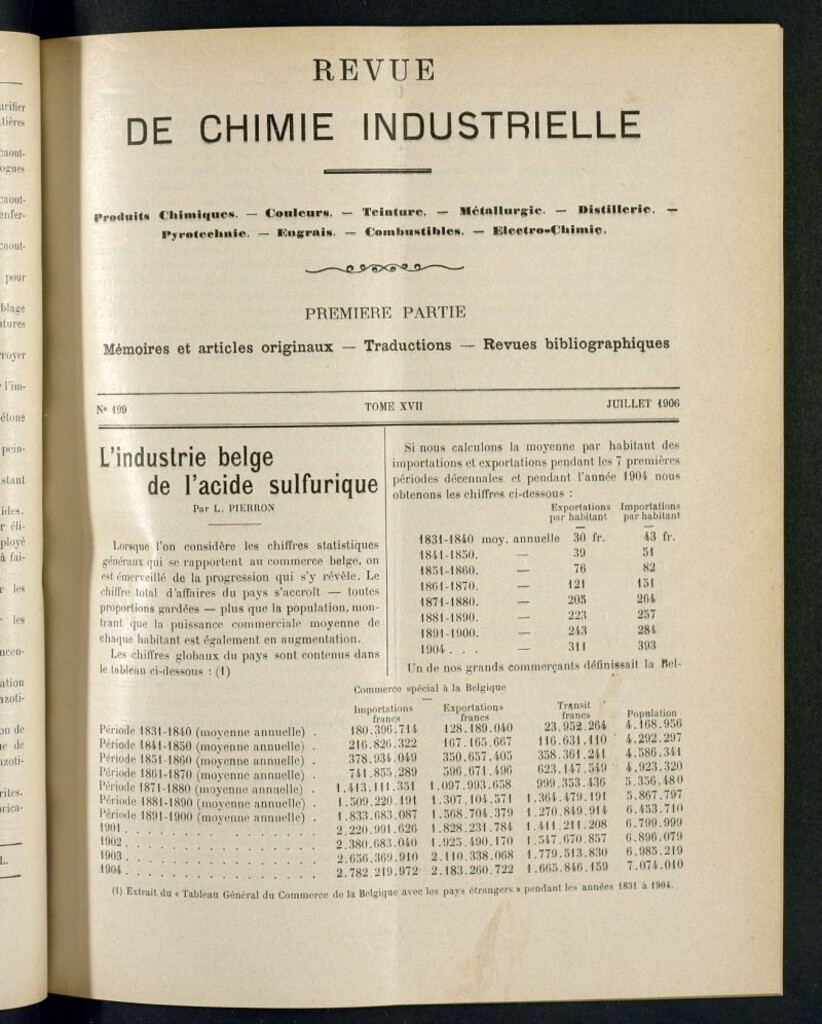 REVUE
DE CHIMIE INDUSTRIELLE
Produits Chimiques. — Couleurs. — Teinture. — Métallurgie. — Distillerie. —
Pyrotechnie. — Engrais. — Combustibles. — Electro-Chimie.
PREMIERE PARTIE
Mémoires et articles originaux — Traductions — Revues bibliographiques
No 199 TOME XVII JUILLET 1906
L'industrie belge
de l'acide sulfurique
Par L. PIERRON
Lorsque l'on considère les chiffres statistiques
généraux qui se rapportent au commerce belge, on
est émerveillé de la progression qui s'y révèle. Le
chiffre total d'affaires du pays s'accroît — toutes
proportions gardées — plus que la population, mon-
trant que la puissance commerciale moyenne de
chaque habitant est également en augmentation.
Les chiffres globaux du pays sont contenus dans
le tableau ci-dessous : (1)
Si nous calculons la moyenne par habitant des
importations et exportations pendant les 7 premières
périodes décennales et pendant l'année 1904 nous
obtenons les chiffres ci-dessous :
Exportations Importations
par habitant par habitant
1831-1840 moy. annuelle 30 fr. 43 fr.
1841-1850. — 39 51
1851-1860. — 76 82
1861-1870. — 121 151
1871-1880. — 205 264
1881-1890. — 223 257
1891-1900. — 243 284
1904 . . . — 311 393
Un de nos grands commerçants définissait la Bel-
Commerce spécial à la Belgique
Importations Exportations Transit Population
francs francs francs
Période 1831-1840 (moyenne annuelle) . 180.396.714 128.189.040 23.952.264 4.168.956
Période 1841-1850 (moyenne annuelle) . 216.826.322 167.165.667 116.631.110 4.292.297
Période 1851-1860 (moyenne annuelle) . 378.934.049 350.657.405 358.361.241 4.586.341
Période 1861-1870 (moyenne annuelle) . 741.855.289 596.671.496 623.147.549 4.923.320
Période 1871-1880 (moyenne annuelle) . 1.413.111.351 1.097.993.658 999.353.436 5.356.480
Période 1881-1890 (moyenne annuelle) . 1.509.220.191 1.307.104.571 1.364.479.191 5.867.797
Période 1891-1900 (moyenne annuelle) . 1.833.683.087 1.568.704.379 1.270.849.914 6.453.710
1901 . . . . . . . . . . . . . . 2.220.991.626 1.828.231.784 1.411.211.208 6.799.999
1902 . . . . . . . . . . . . . . 2.380.683.040 1.925.490.170 1.547.670.857 6.896.079
1903 . . . . . . . . . . . . . . 2.656.369.910 2.110.338.068 1.779.513.830 6.985.219
1904 . . . . . . . . . . . . . . 2.782.219.972 2.183.260.722 1.665.846.159 7.074.010
(1) Extrait du « Tableau Général du Commerce de la Belgique avec les pays étrangers » pendant les années 1831 à 1904.